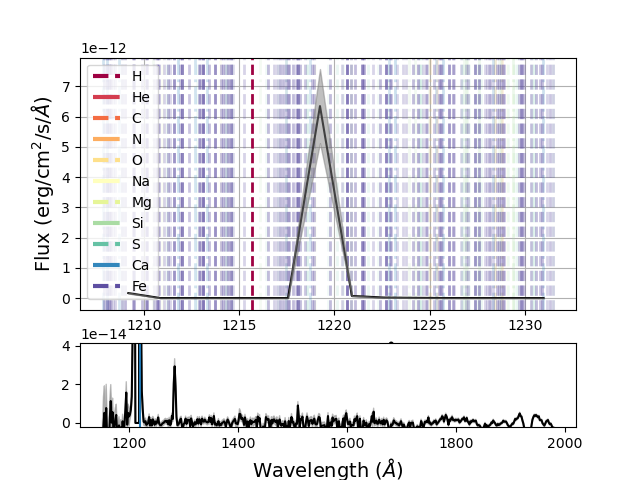 1e−12
Flux (erg/cm²/s/Å)
7
6
5
4
3
2
1
0
H
He
C
N
O
Na
Mg
Si
S
Ca
Fe
1210 1215 1220 1225 1230
1e−14
4
2
0
1200 1400 1600 1800 2000
Wavelength (Å)